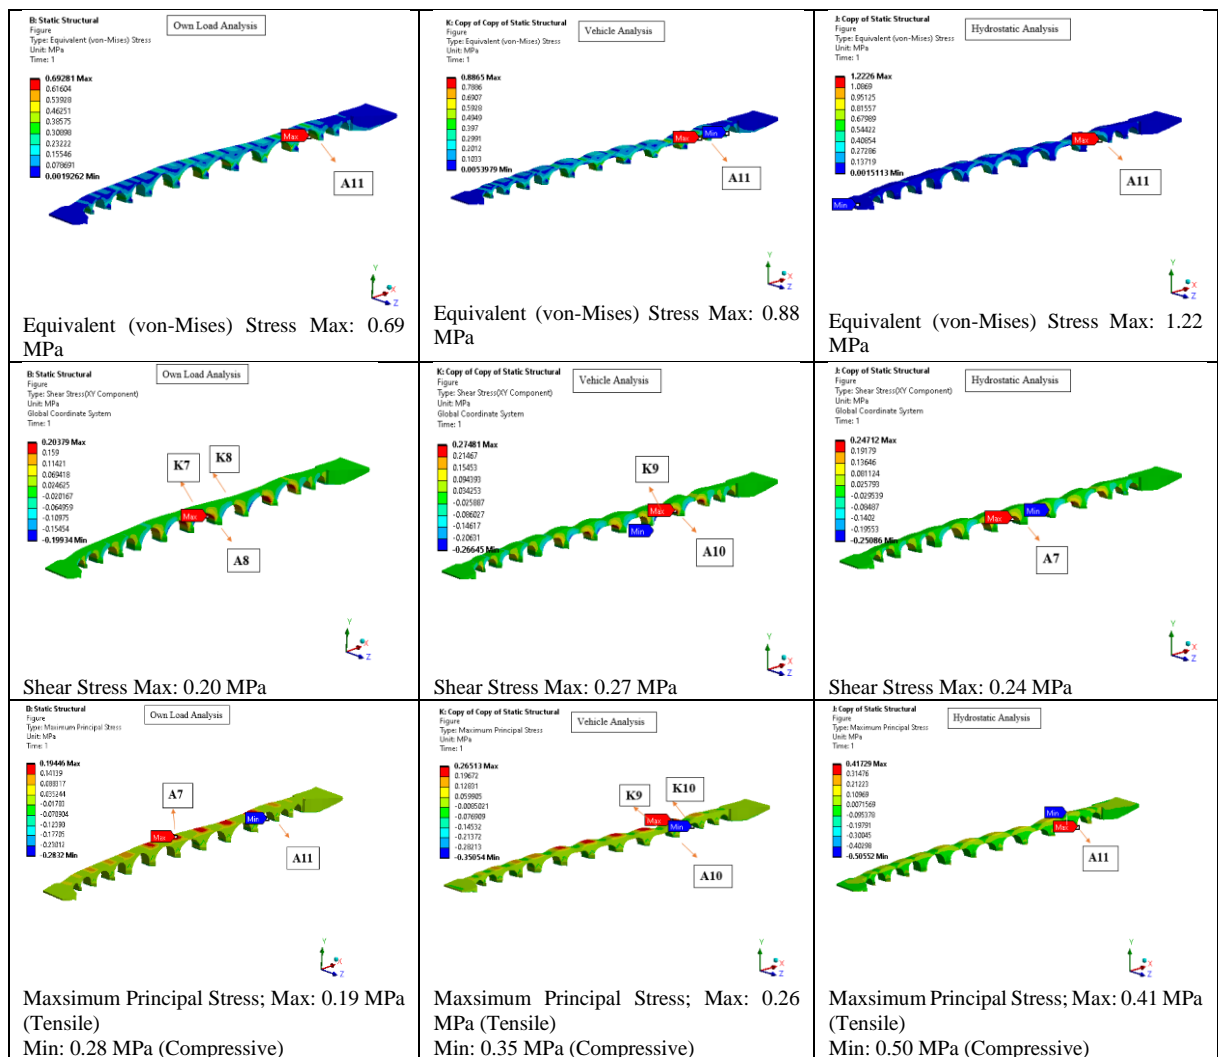 B: Static Structural
Own Load Analysis
Figure
Type: Equivalent (von-Mises) Stress
Unit: MPa
Time: 1
0.69281 Max
0.61604
0.53928
0.46251
0.38575
0.30898
0.23222
0.15546
0.078691
0.0019262 Min
Max
A11
Y
X
Z
Equivalent (von-Mises) Stress Max: 0.69
MPa
K: Copy of Copy of Static Structural
Figure
Vehicle Analysis
Type: Equivalent (von-Mises) Stress
Unit: MPa
Time: 1
0.8865 Max
0.7886
0.6907
0.5928
0.4949
0.397
0.2991
0.2012
0.1033
0.0053979 Min
Max
Min
A11
Y
X
Z
Equivalent (von-Mises) Stress Max: 0.88
MPa
J: Copy of Static Structural
Figure
Hydrostatic Analysis
Type: Equivalent (von-Mises) Stress
Unit: MPa
Time: 1
1.2226 Max
1.0869
0.95125
0.81557
0.67989
0.54422
0.40854
0.27286
0.13719
0.0015113 Min
Max
Min
A11
Y
X
Z
Equivalent (von-Mises) Stress Max: 1.22
MPa
B: Static Structural
Own Load Analysis
Figure
Type: Shear Stress(XY Component)
Unit: MPa
Global Coordinate System
Time: 1
0.20379 Max
0.159
0.11421
0.069418
0.024625
-0.020167
-0.064959
-0.10975
-0.15454
-0.19934 Min
K7
K8
Max
A8
Y
X
Z
Shear Stress Max: 0.20 MPa
K: Copy of Copy of Static Structural
Figure
Vehicle Analysis
Type: Shear Stress(XY Component)
Unit: MPa
Global Coordinate System
Time: 1
0.27481 Max
0.21467
0.15453
0.094393
0.034253
-0.025887
-0.086027
-0.14617
-0.20631
-0.26645 Min
K9
Max
Min
A10
Y
X
Z
Shear Stress Max: 0.27 MPa
J: Copy of Static Structural
Figure
Hydrostatic Analysis
Type: Shear Stress(XY Component)
Unit: MPa
Global Coordinate System
Time: 1
0.24712 Max
0.19179
0.13646
0.081124
0.025793
-0.029539
-0.08487
-0.1402
-0.19553
-0.25086 Min
Max
Min
A7
Y
X
Z
Shear Stress Max: 0.24 MPa
B: Static Structural
Own Load Analysis
Figure
Type: Maximum Principal Stress
Unit: MPa
Time: 1
0.19446 Max
0.14139
0.088317
0.035244
-0.01783
-0.070904
-0.12398
-0.17705
-0.23012
-0.2832 Min
A7
Max
Min
A11
Y
X
Z
Maxsimum Principal Stress; Max: 0.19 MPa
(Tensile)
Min: 0.28 MPa (Compressive)
K: Copy of Copy of Static Structural
Figure
Vehicle Analysis
Type: Maximum Principal Stress
Unit: MPa
Time: 1
0.26513 Max
0.19672
0.12831
0.059905
-0.0085021
-0.076909
-0.14532
-0.21372
-0.28213
-0.35054 Min
K9
K10
Max
Min
A10
Y
X
Z
Maxsimum Principal Stress; Max: 0.26
MPa (Tensile)
Min: 0.35 MPa (Compressive)
J: Copy of Static Structural
Figure
Hydrostatic Analysis
Type: Maximum Principal Stress
Unit: MPa
Time: 1
0.41729 Max
0.31476
0.21223
0.10969
0.0071569
-0.095378
-0.19791
-0.30045
-0.40298
-0.50552 Min
Min
Max
A11
Y
X
Z
Maxsimum Principal Stress; Max: 0.41 MPa
(Tensile)
Min: 0.50 MPa (Compressive)